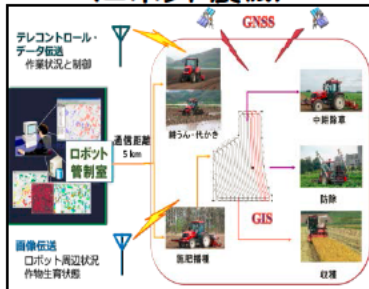 GNSS
テレコントロール・
データ伝送
作業状況と制御
ロボット
管制室
通信距離
5 km
耕うん・代かき
中耕除草
防除
GIS
画像伝送
ロボット周辺状況
作物生育状態
施肥播種
収穫